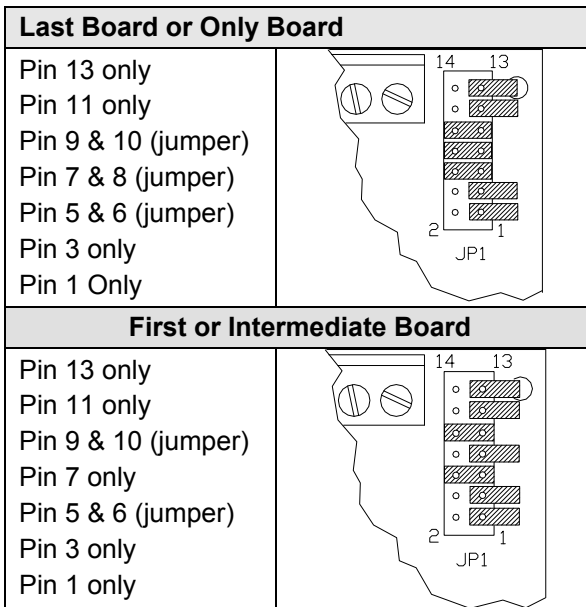 Last Board or Only Board
Pin 13 only
Pin 11 only
Pin 9 & 10 (jumper)
Pin 7 & 8 (jumper)
Pin 5 & 6 (jumper)
Pin 3 only
Pin 1 Only
14 13
2 1
JP1
First or Intermediate Board
Pin 13 only
Pin 11 only
Pin 9 & 10 (jumper)
Pin 7 only
Pin 5 & 6 (jumper)
Pin 3 only
Pin 1 only
14 13
2 1
JP1